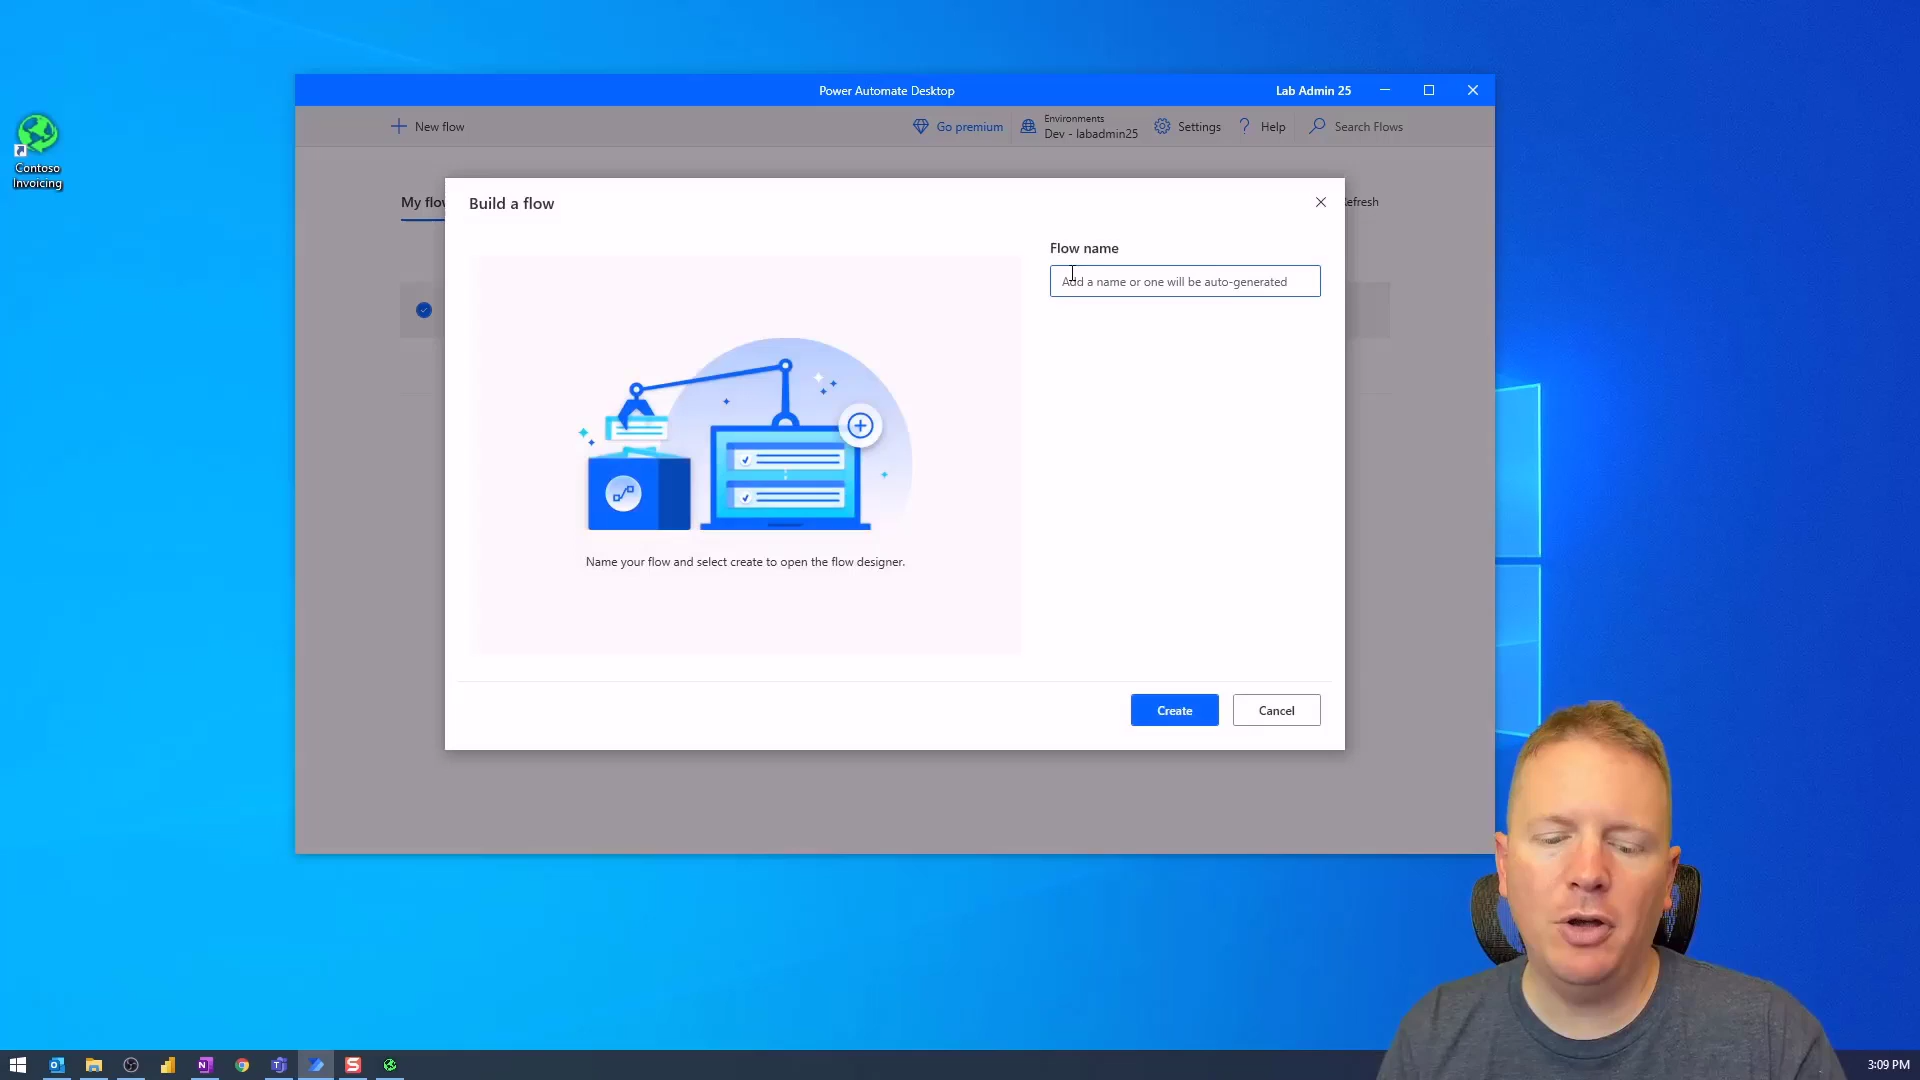 Power Automate Desktop
Lab Admin 25
New flow
Go premium
Environments
Dev - labadmin25
Settings
Help
Search Flows
Contoso
Invoicing
My flow
Build a flow
Refresh
Flow name
Add a name or one will be auto-generated
Name your flow and select create to open the flow designer.
Create
Cancel
3:09 PM